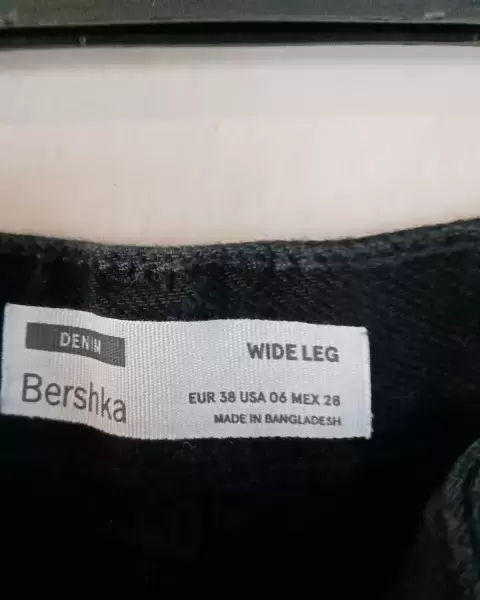 DENIM
WIDE LEG
Bershka
EUR 38 USA 06 MEX 28
MADE IN BANGLADESH